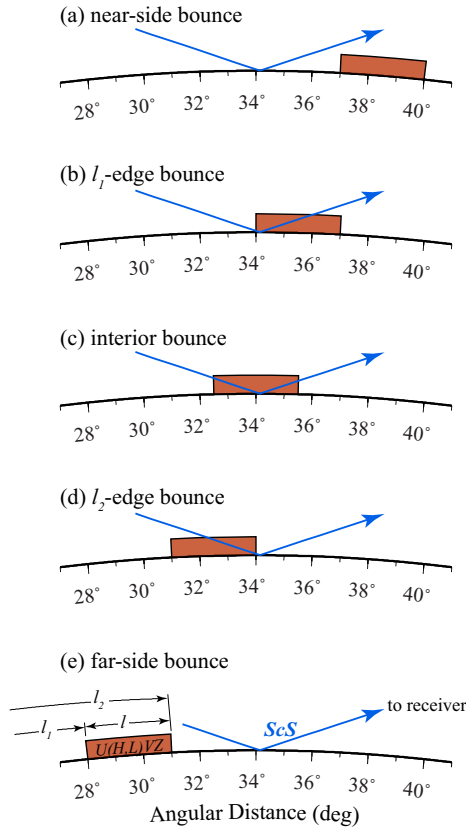 (a) near-side bounce
28° 30° 32° 34° 36° 38° 40°
(b) l₁-edge bounce
28° 30° 32° 34° 36° 38° 40°
(c) interior bounce
28° 30° 32° 34° 36° 38° 40°
(d) l₂-edge bounce
28° 30° 32° 34° 36° 38° 40°
(e) far-side bounce
l₂
l₁ l
to receiver
ScS
U(H,L)VZ
28° 30° 32° 34° 36° 38° 40°
Angular Distance (deg)